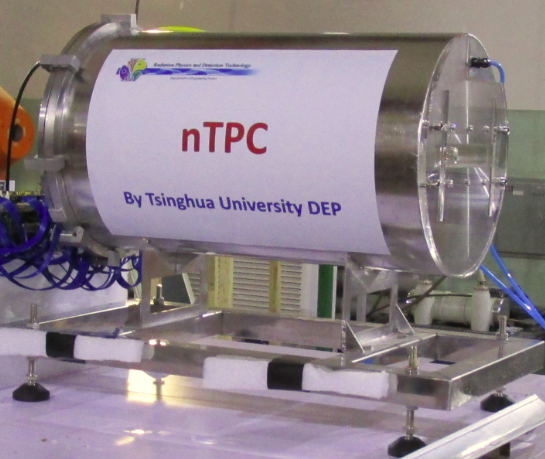 Radiation Physics and Detection Technology
nTPC
By Tsinghua University DEP